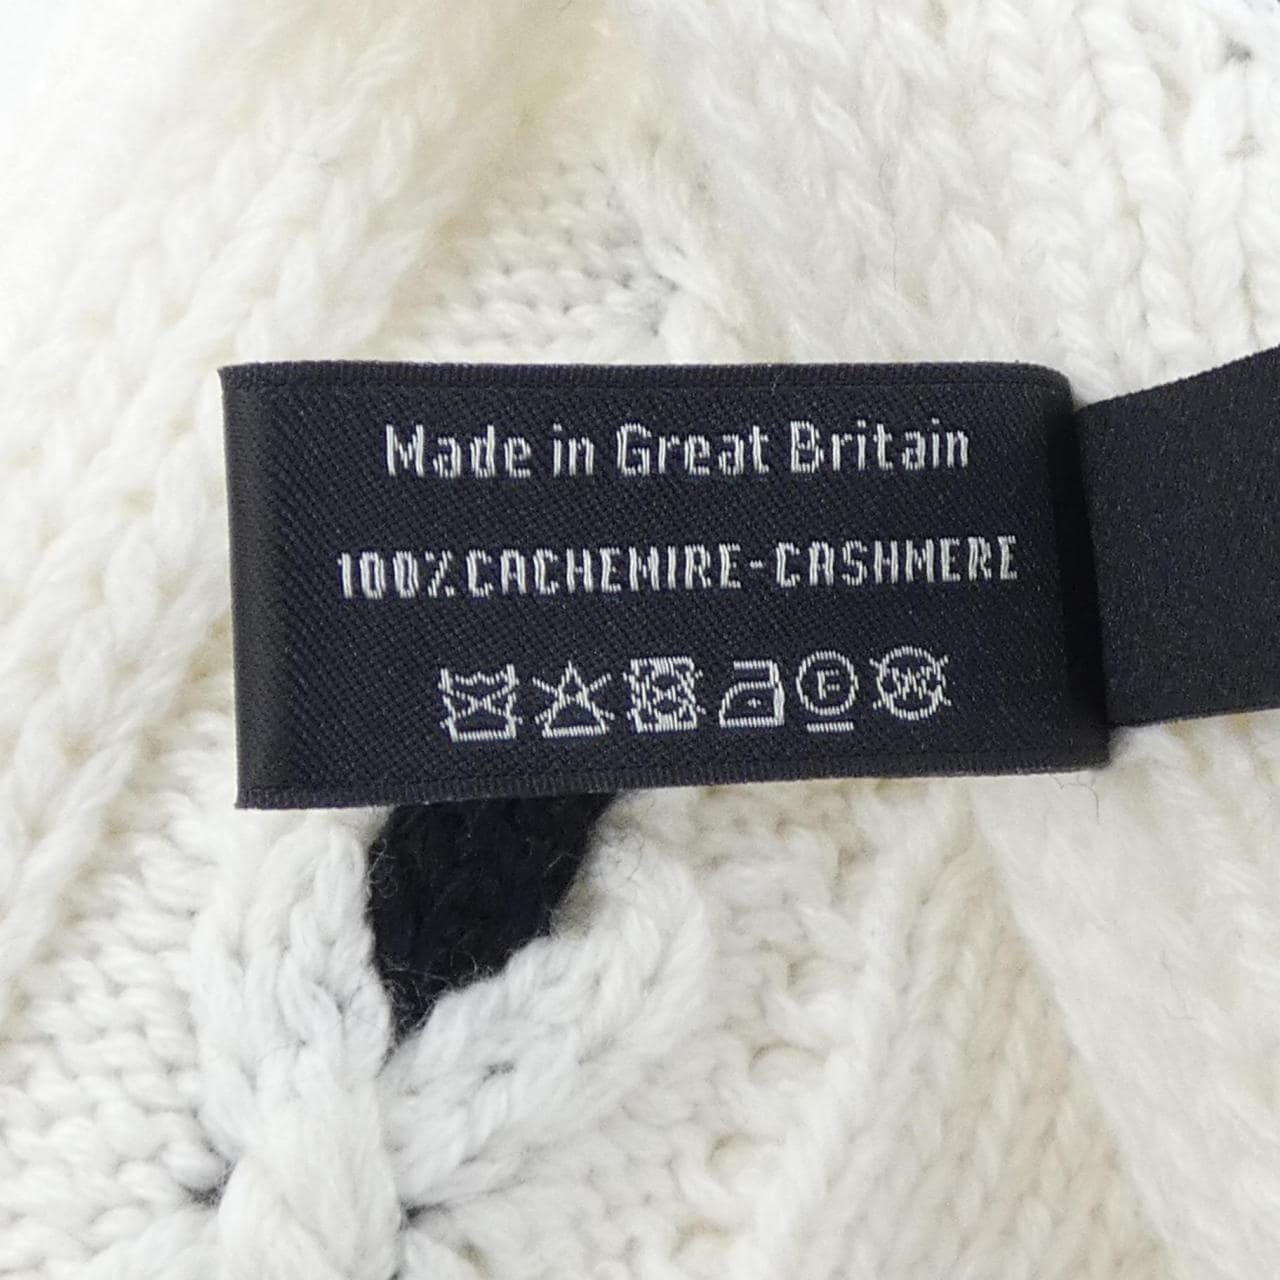 Made in Great Britain
100% CACHEMIRE-CASHMERE